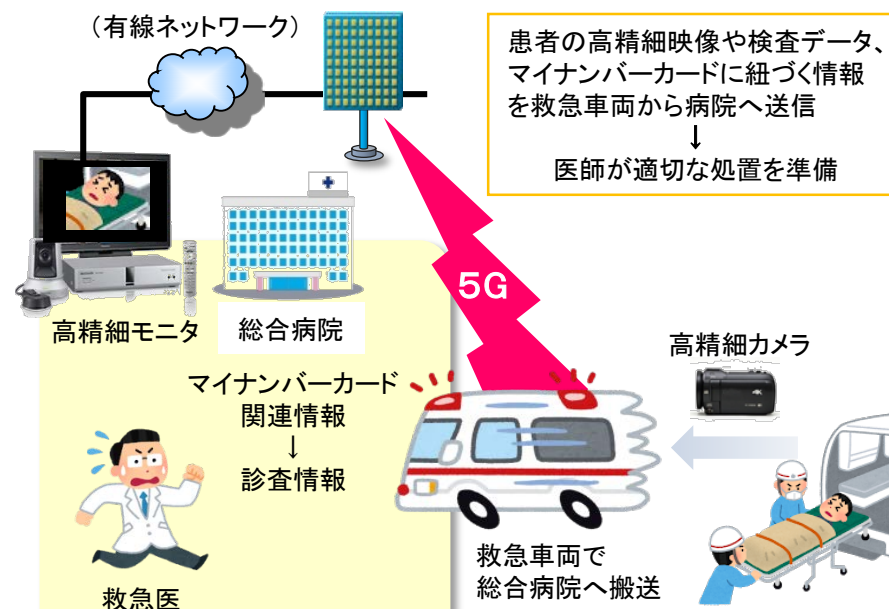 （有線ネットワーク）
患者の高精細映像や検査データ、
マイナンバーカードに紐づく情報
を救急車両から病院へ送信
↓
医師が適切な処置を準備
5G
高精細モニタ
総合病院
高精細カメラ
4K
マイナンバーカード
関連情報
↓
診査情報
救急車両で
総合病院へ搬送
救急医